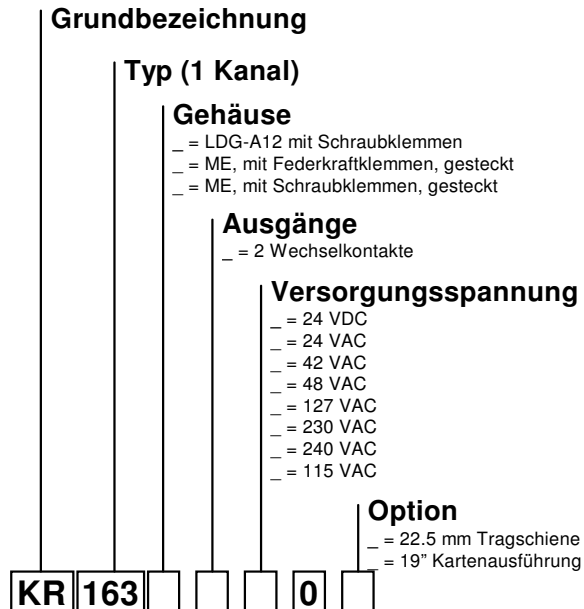 Grundbezeichnung
Typ (1 Kanal)
Gehäuse
_ = LDG-A12 mit Schraubklemmen
_ = ME, mit Federkraftklemmen, gesteckt
_ = ME, mit Schraubklemmen, gesteckt
Ausgänge
_ = 2 Wechselkontakte
Versorgungsspannung
_ = 24 VDC
_ = 24 VAC
_ = 42 VAC
_ = 48 VAC
_ = 127 VAC
_ = 230 VAC
_ = 240 VAC
_ = 115 VAC
Option
_ = 22.5 mm Tragschiene
_ = 19” Kartenausführung
KR 163 0